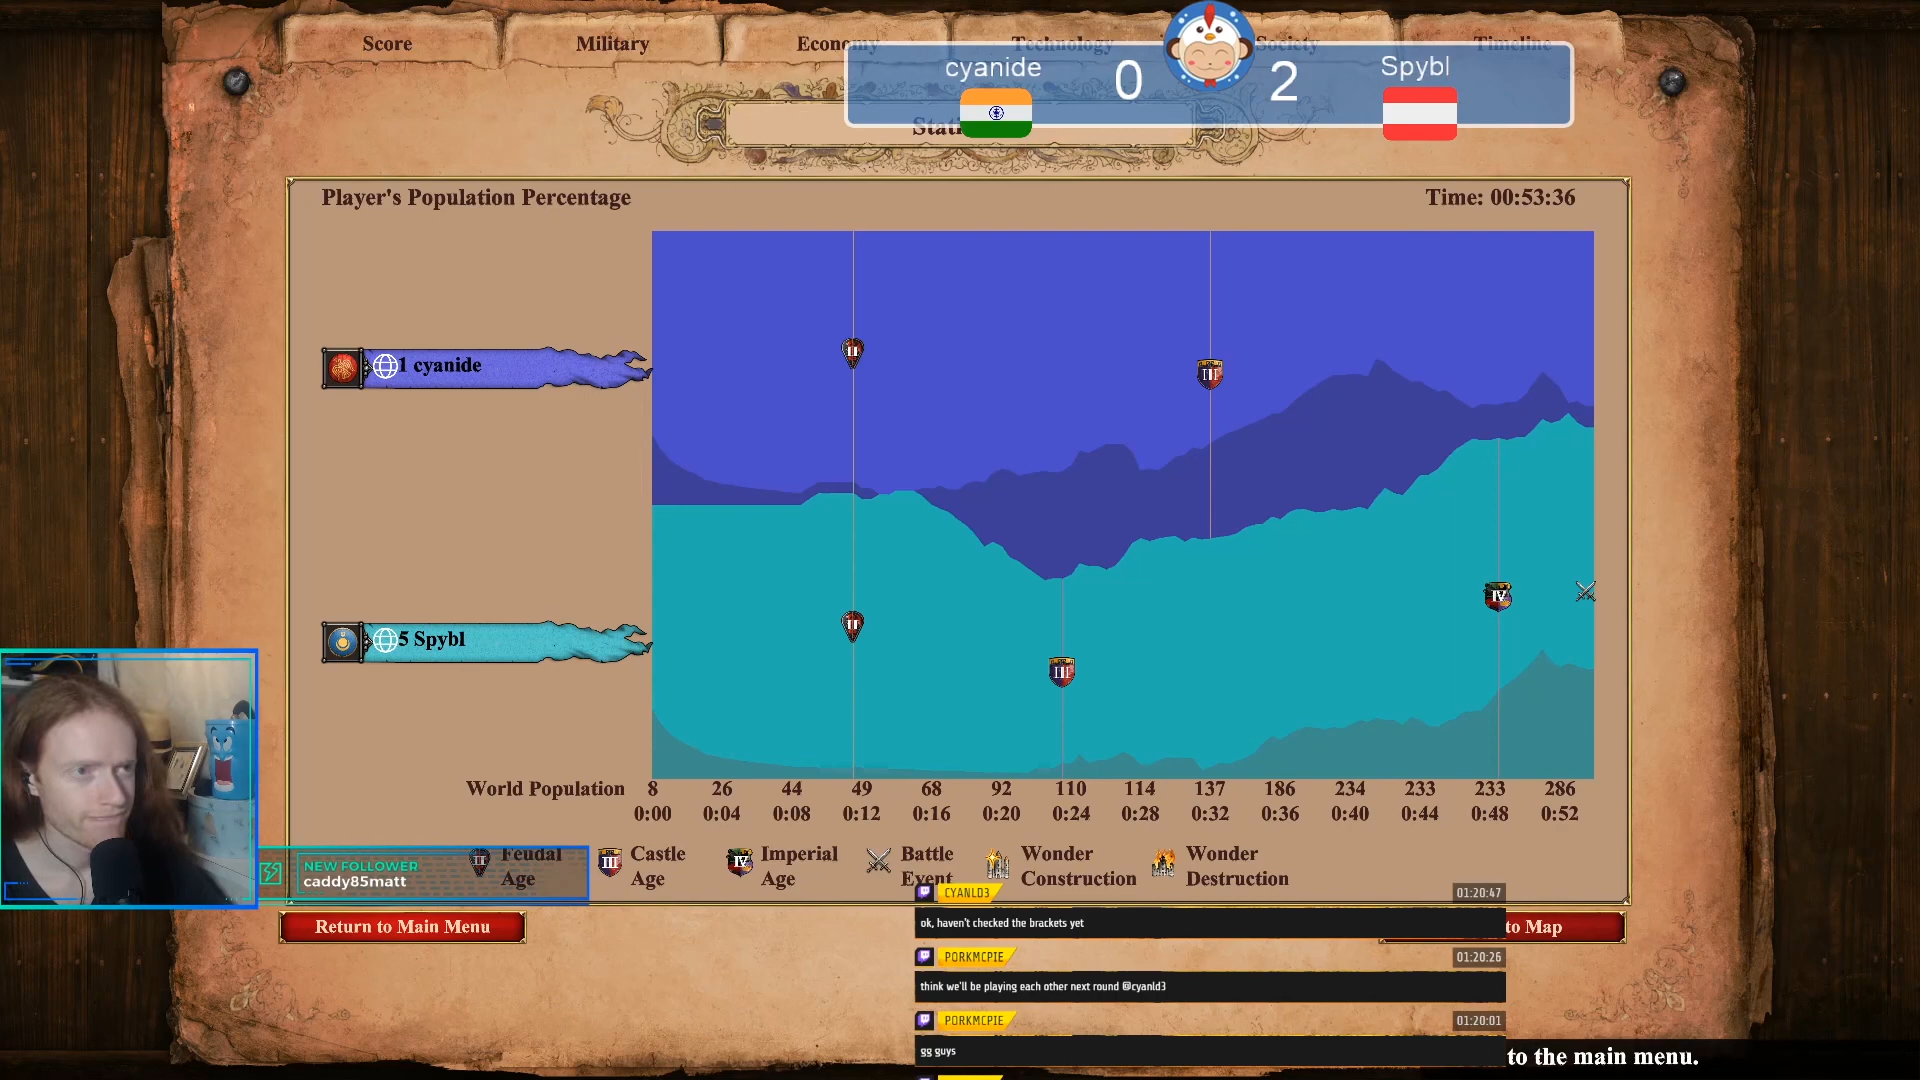 Score
Military
Economy
Technology
Society
Timeline
cyanide
0
2
Spybl
Stati
Player's Population Percentage
Time: 00:53:36
II
III
1 cyanide
IV
II
5 Spybl
III
World Population
8 26 44 49 68 92 110 114 137 186 234 233 233 286
0:00 0:04 0:08 0:12 0:16 0:20 0:24 0:28 0:32 0:36 0:40 0:44 0:48 0:52
Feudal Age
Castle Age
Imperial Age
Battle Event
Wonder Construction
Wonder Destruction
NEW FOLLOWER
caddy85matt
Return to Main Menu
to Map
CYANLD3
01:20:47
ok, haven't checked the brackets yet
PORKMCPIE
01:20:26
think we'll be playing each other next round @cyanld3
PORKMCPIE
01:20:01
gg guys
to the main menu.